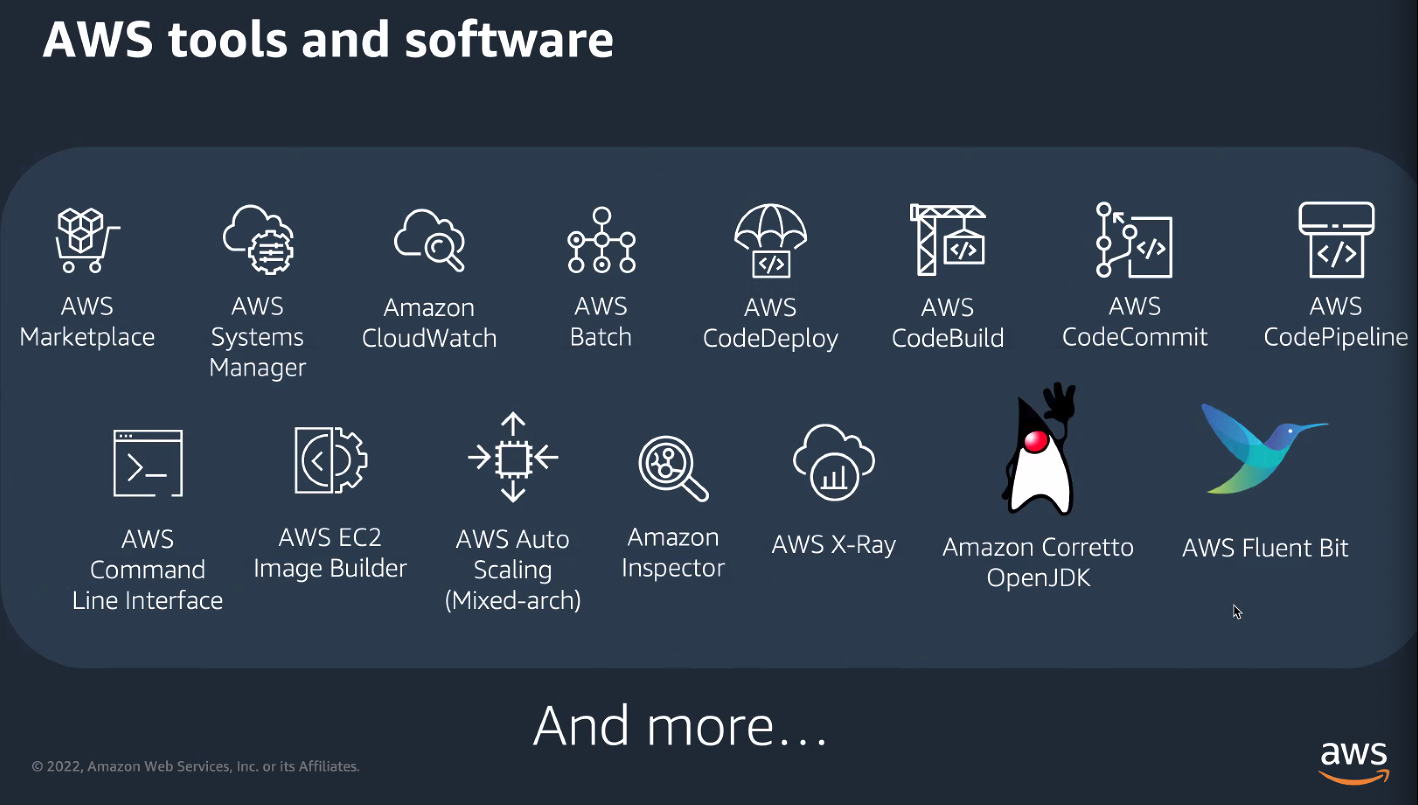 AWS tools and software
AWS
Marketplace
AWS
Systems
Manager
Amazon
CloudWatch
AWS
Batch
AWS
CodeDeploy
AWS
CodeBuild
AWS
CodeCommit
AWS
CodePipeline
AWS
Command
Line Interface
AWS EC2
Image Builder
AWS Auto
Scaling
(Mixed-arch)
Amazon
Inspector
AWS X-Ray
Amazon Corretto
OpenJDK
AWS Fluent Bit
And more...
© 2022, Amazon Web Services, Inc. or its Affiliates.
aws